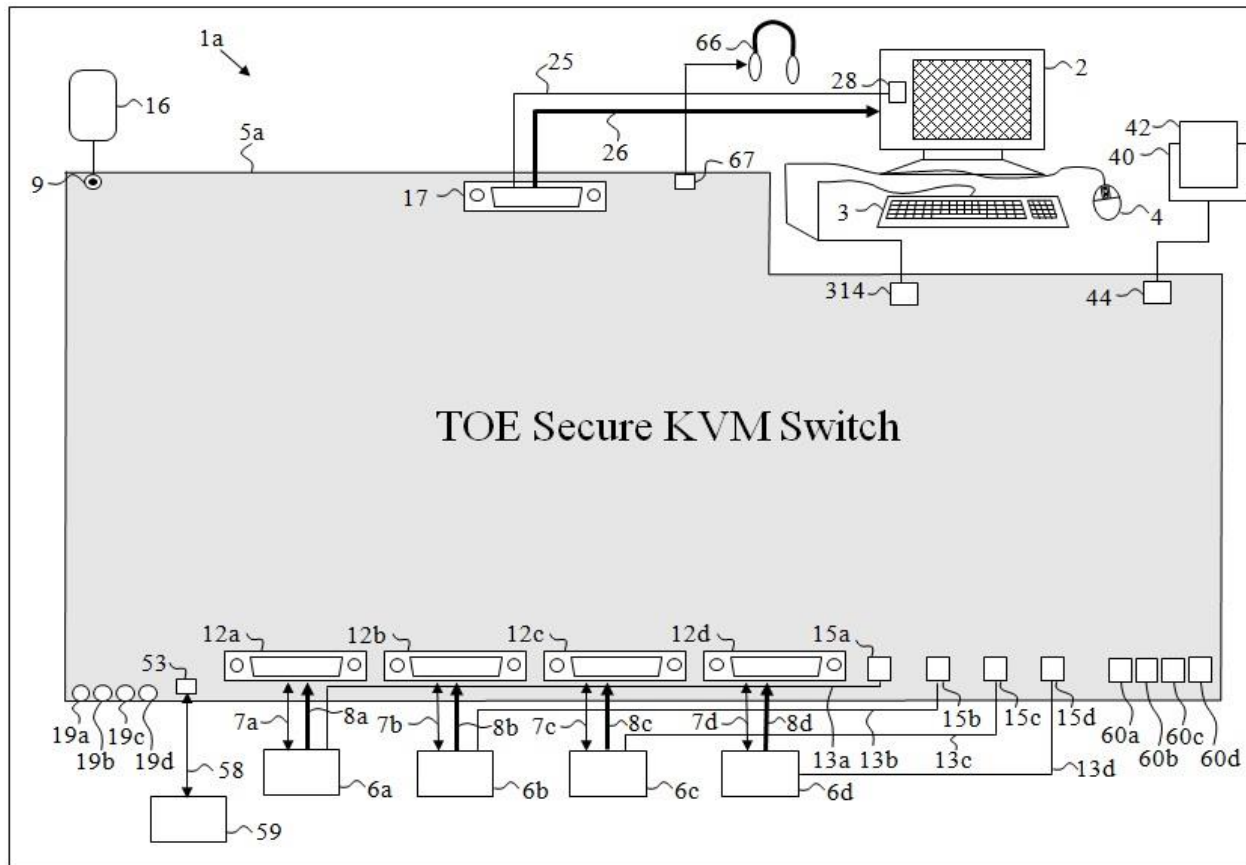 1a
66
25
28
2
16
42
40
5a
26
67
9
17
3
4
314
44
TOE Secure KVM Switch
12a
12b
12c
12d
15a
53
7a
8a
7b
8b
7c
8c
7d
8d
15b
15c
15d
19a
19c
19b
19d
13a
13b
13c
13d
60a
60c
60b
60d
58
6a
6b
6c
6d
59